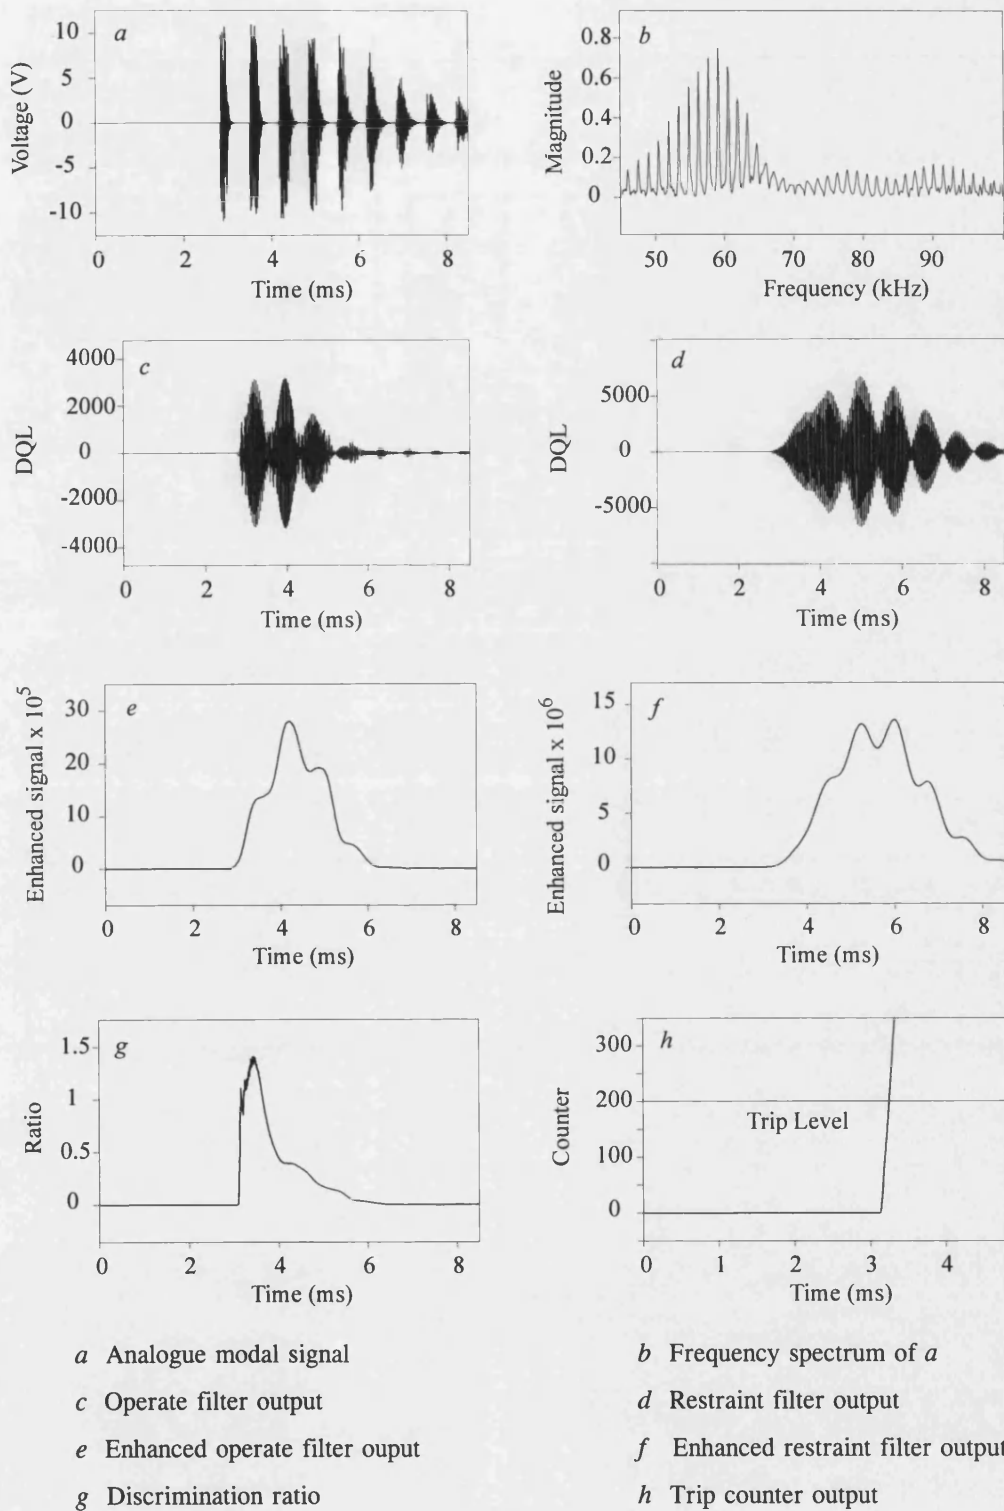 a
10
5
0
-5
-10
Voltage (V)
0 2 4 6 8
Time (ms)
b
0.8
0.6
0.4
0.2
0
Magnitude
50 60 70 80 90
Frequency (kHz)
c
4000
2000
0
-2000
-4000
DQL
0 2 4 6 8
Time (ms)
d
5000
0
-5000
DQL
0 2 4 6 8
Time (ms)
e
30
20
10
0
Enhanced signal x 10⁵
0 2 4 6 8
Time (ms)
f
15
10
5
0
Enhanced signal x 10⁶
0 2 4 6 8
Time (ms)
g
1.5
1
0.5
0
Ratio
0 2 4 6 8
Time (ms)
h
300
200
100
0
Counter
Trip Level
0 1 2 3 4
Time (ms)
a Analogue modal signal
b Frequency spectrum of a
c Operate filter output
d Restraint filter output
e Enhanced operate filter ouput
f Enhanced restraint filter output
g Discrimination ratio
h Trip counter output